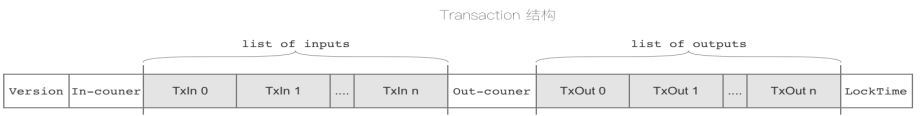 Transaction 结构
list of inputs list of outputs
Version In-couner TxIn 0 TxIn 1 .... TxIn n Out-couner TxOut 0 TxOut 1 .... TxOut n LockTime